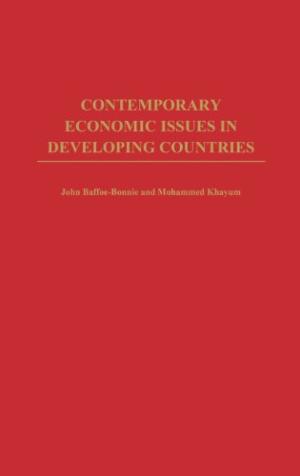 CONTEMPORARY
ECONOMIC ISSUES IN
DEVELOPING COUNTRIES
John Baffoe-Bonnie and Mohammed Khayum